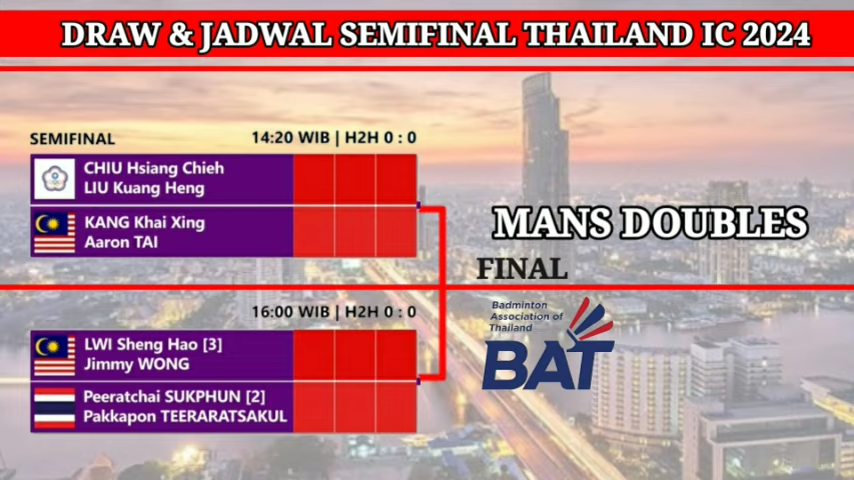 DRAW & JADWAL SEMIFINAL THAILAND IC 2024
SEMIFINAL 14:20 WIB | H2H 0 : 0
CHIU Hsiang Chieh
LIU Kuang Heng
KANG Khai Xing
Aaron TAI
MANS DOUBLES
FINAL
16:00 WIB | H2H 0 : 0
LWI Sheng Hao [3]
Jimmy WONG
Peeratchai SUKPHUN [2]
Pakkapon TEERARATSAKUL
Badminton
Association of
Thailand
BAT